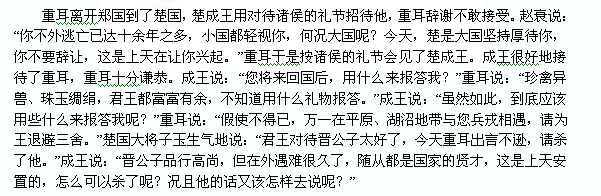 重耳离开郑国到了楚国，楚成王用对待诸侯的礼节招待他，重耳辞谢不敢接受。赵衰说：
“你不外逃亡已达十余年之多，小国都轻视你，何况大国呢？今天，楚是大国坚持厚待你，
你不要辞让，这是上天在让你兴起。”重耳于是按诸侯的礼节会见了楚成王。成王很好地接
待了重耳，重耳十分谦恭。成王说：“您将来回国后，用什么来报答我？”重耳说：“珍禽异
兽、珠玉绸绢，君王都富富有余，不知道用什么礼物报答。”成王说：“虽然如此，到底应该
用些什么来报答我呢？”重耳说：“假使不得已，万一在平原、湖沼地带与您兵戎相遇，请为
王退避三舍。”楚国大将子玉生气地说：“君王对待晋公子太好了，今天重耳出言不逊，请杀
了他。”成王说：“晋公子品行高尚，但在外遇难很久了，随从都是国家的贤才，这是上天安
置的，怎么可以杀了呢？况且他的话又该怎样去说呢？”